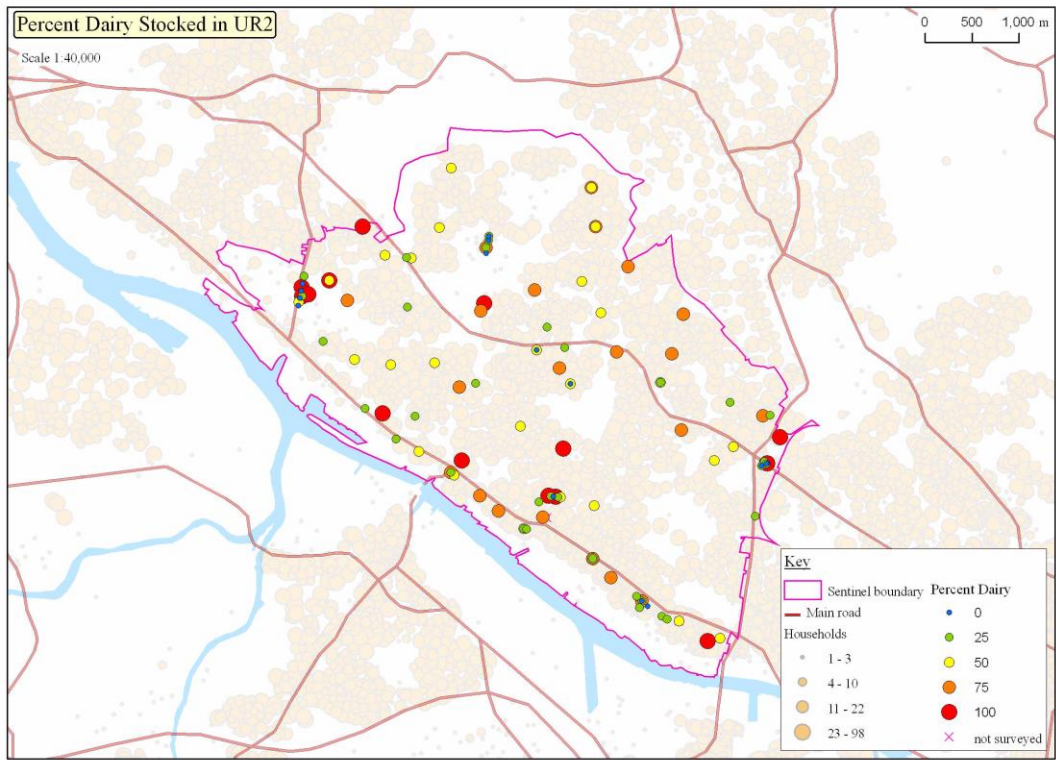 Percent Dairy Stocked in UR2
Scale 1:40,000
0 500 1,000 m
Key
Sentinel boundary
Main road
Households
1 - 3
4 - 10
11 - 22
23 - 98
Percent Dairy
0
25
50
75
100
not surveyed